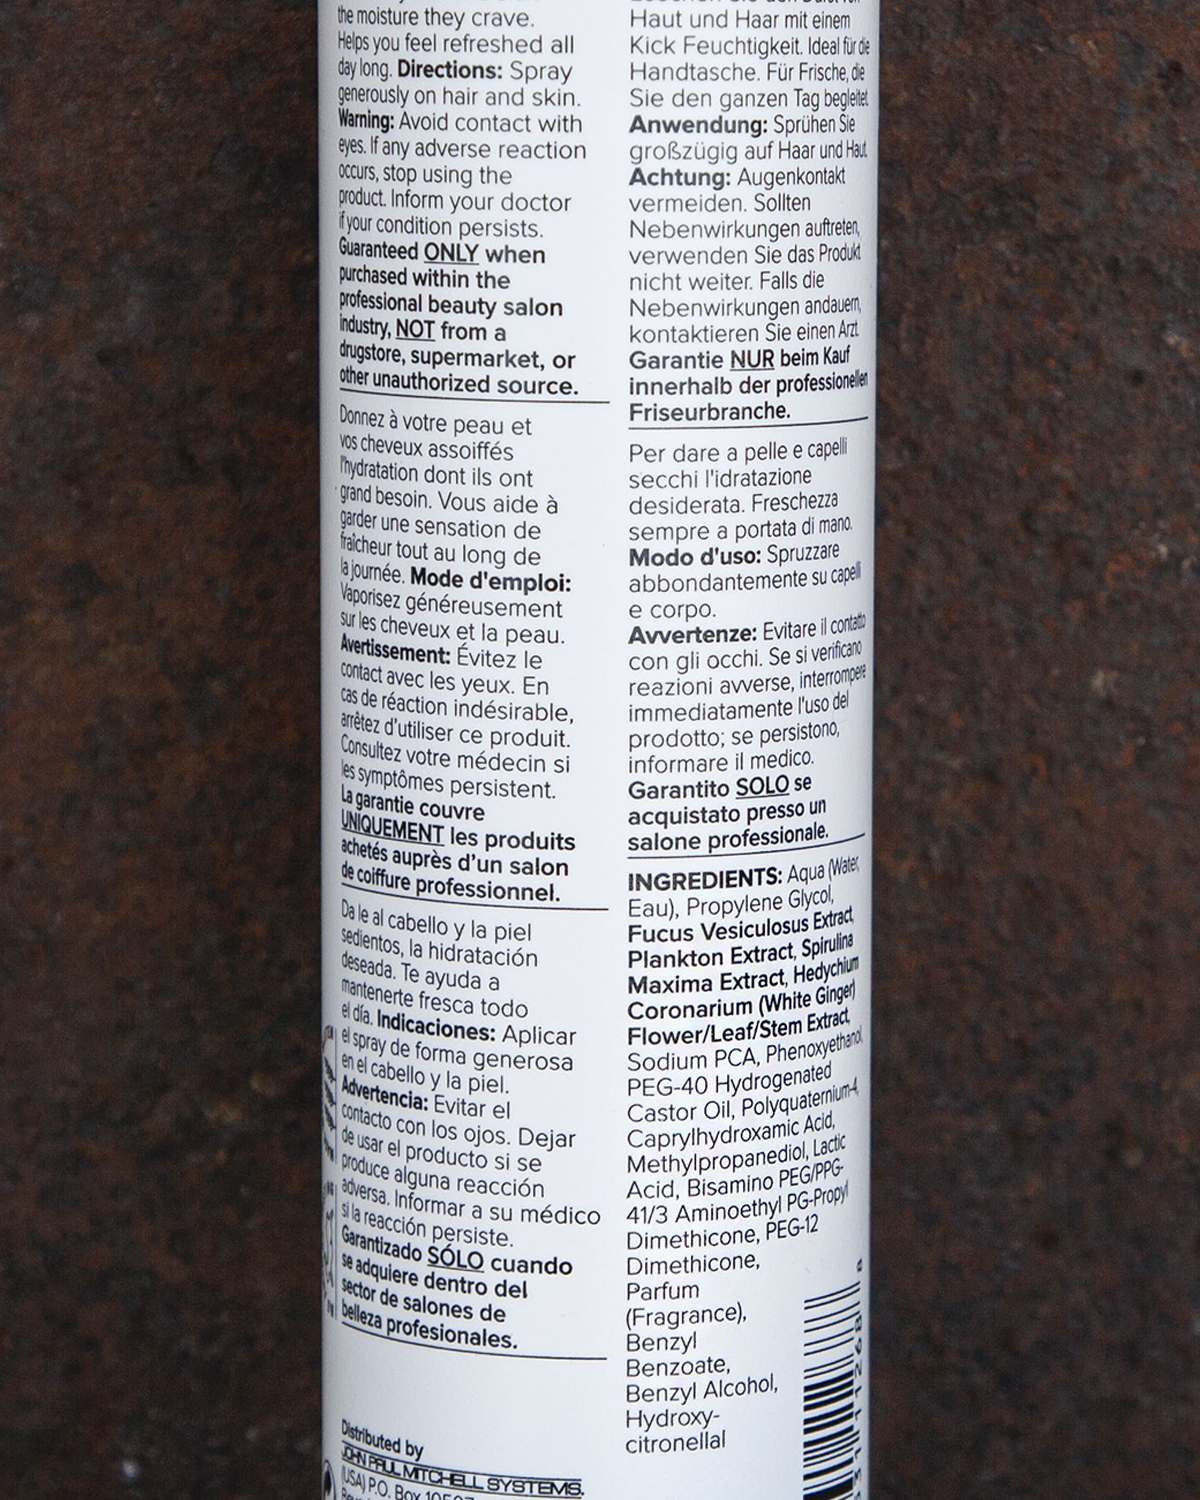 the moisture they crave.
Helps you feel refreshed all
day long. Directions: Spray
generously on hair and skin.
Warning: Avoid contact with
eyes. If any adverse reaction
occurs, stop using the
product. Inform your doctor
if your condition persists.
Guaranteed ONLY when
purchased within the
professional beauty salon
industry, NOT from a
drugstore, supermarket, or
other unauthorized source.
Donnez à votre peau et
vos cheveux assoiffés
l'hydratation dont ils ont
grand besoin. Vous aide à
garder une sensation de
fraîcheur tout au long de
la journée. Mode d'emploi:
Vaporisez généreusement
sur les cheveux et la peau.
Avertissement: Évitez le
contact avec les yeux. En
cas de réaction indésirable,
arrêtez d'utiliser ce produit.
Consultez votre médecin si
les symptômes persistent.
La garantie couvre
UNIQUEMENT les produits
achetés auprès d'un salon
de coiffure professionnel.
Da le al cabello y la piel
sedientos, la hidratación
deseada. Te ayuda a
mantenerte fresca todo
el día. Indicaciones: Aplicar
el spray de forma generosa
en el cabello y la piel.
Advertencia: Evitar el
contacto con los ojos. Dejar
de usar el producto si se
produce alguna reacción
adversa. Informar a su médico
si la reacción persiste.
Garantizado SÓLO cuando
se adquiere dentro del
sector de salones de
belleza profesionales.
Distributed by
JOHN PAUL MITCHELL SYSTEMS.
(USA) P.O. Box
Haut und Haar mit einem
Kick Feuchtigkeit. Ideal für die
Handtasche. Für Frische, die
Sie den ganzen Tag begleitet.
Anwendung: Sprühen Sie
großzügig auf Haar und Haut.
Achtung: Augenkontakt
vermeiden. Sollten
Nebenwirkungen auftreten,
verwenden Sie das Produkt
nicht weiter. Falls die
Nebenwirkungen andauern,
kontaktieren Sie einen Arzt.
Garantie NUR beim Kauf
innerhalb der professionellen
Friseurbranche.
Per dare a pelle e capelli
secchi l'idratazione
desiderata. Freschezza
sempre a portata di mano.
Modo d'uso: Spruzzare
abbondantemente su capelli
e corpo.
Avvertenze: Evitare il contatto
con gli occhi. Se si verificano
reazioni avverse, interrompere
immediatamente l'uso del
prodotto; se persistono,
informare il medico.
Garantito SOLO se
acquistato presso un
salone professionale.
INGREDIENTS: Aqua (Water,
Eau), Propylene Glycol,
Fucus Vesiculosus Extract,
Plankton Extract, Spirulina
Maxima Extract, Hedychium
Coronarium (White Ginger)
Flower/Leaf/Stem Extract,
Sodium PCA, Phenoxyethanol,
PEG-40 Hydrogenated
Castor Oil, Polyquaternium-4,
Caprylhydroxamic Acid,
Methylpropanediol, Lactic
Acid, Bisamino PEG/PPG-
41/3 Aminoethyl PG-Propyl
Dimethicone, PEG-12
Dimethicone,
Parfum
(Fragrance),
Benzyl
Benzoate,
Benzyl Alcohol,
Hydroxy-
citronellal